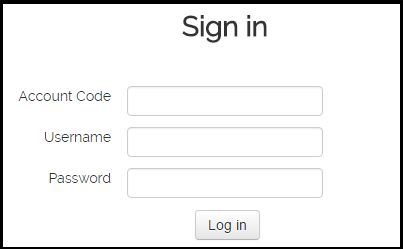 Sign in
Account Code
Username
Password
Log in